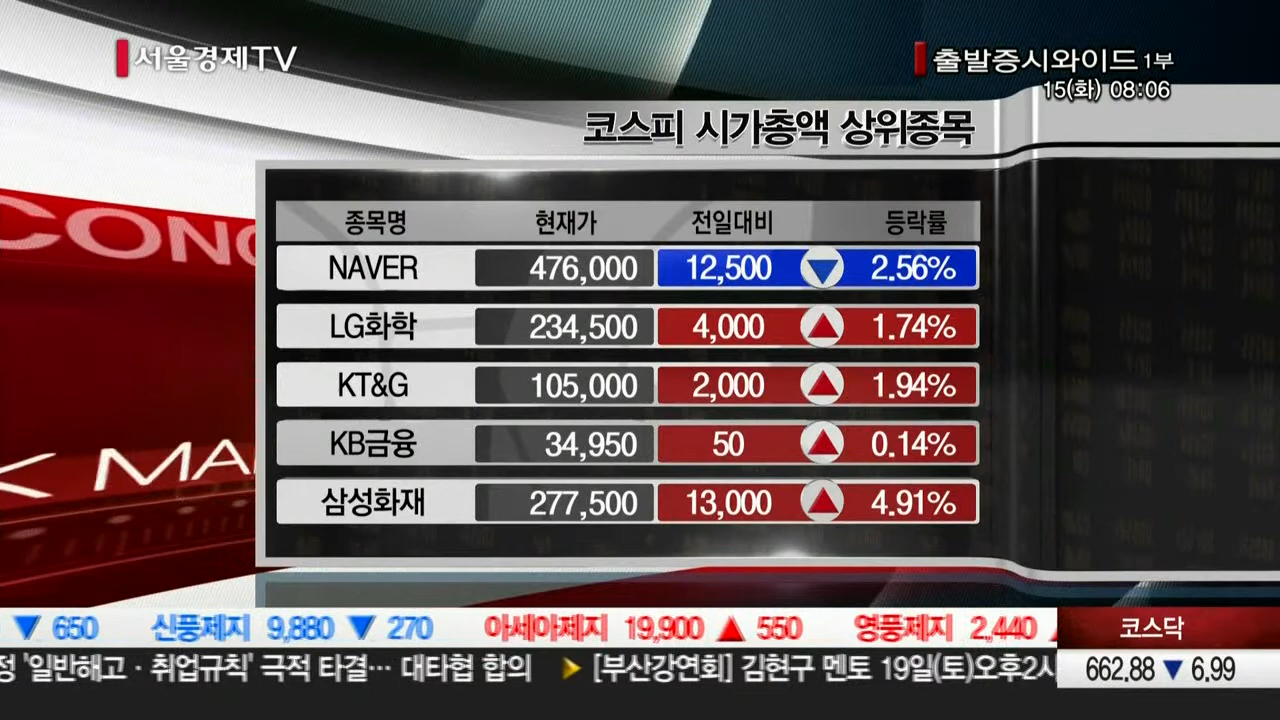 서울경제TV
출발증시와이드 1부
15(화) 08:06
코스피 시가총액 상위종목
종목명 현재가 전일대비 등락률
NAVER 476,000 12,500 ▼ 2.56%
LG화학 234,500 4,000 ▲ 1.74%
KT&G 105,000 2,000 ▲ 1.94%
KB금융 34,950 50 ▲ 0.14%
삼성화재 277,500 13,000 ▲ 4.91%
CONO
K MA
▼ 650 신풍제지 9,880 ▼ 270 아세아제지 19,900 ▲ 550 영풍제지 2,440
코스닥
정 '일반해고·취업규칙' 극적 타결… 대타협 합의 ▶ [부산강연회] 김현구 멘토 19일(토)오후2시
662.88 ▼ 6.99